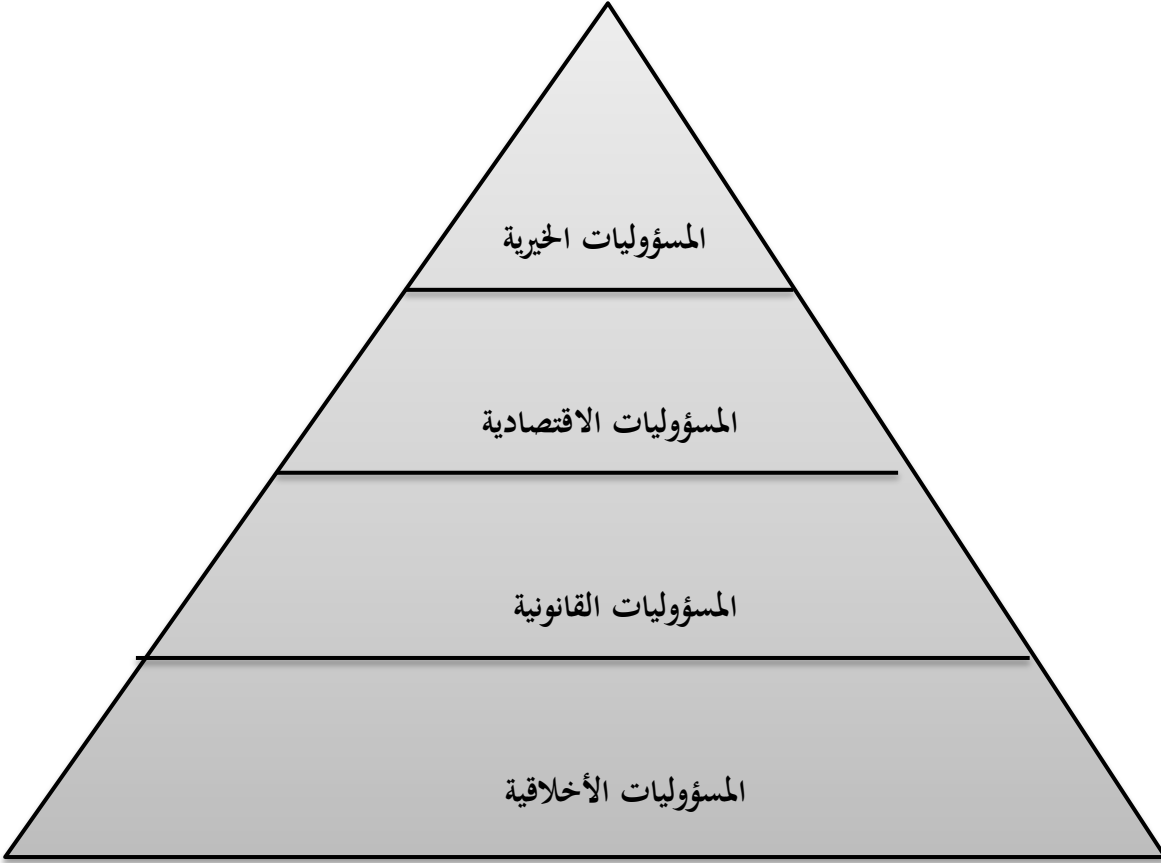 المسؤوليات الخيرية
المسؤوليات الاقتصادية
المسؤوليات القانونية
المسؤوليات الأخلاقية